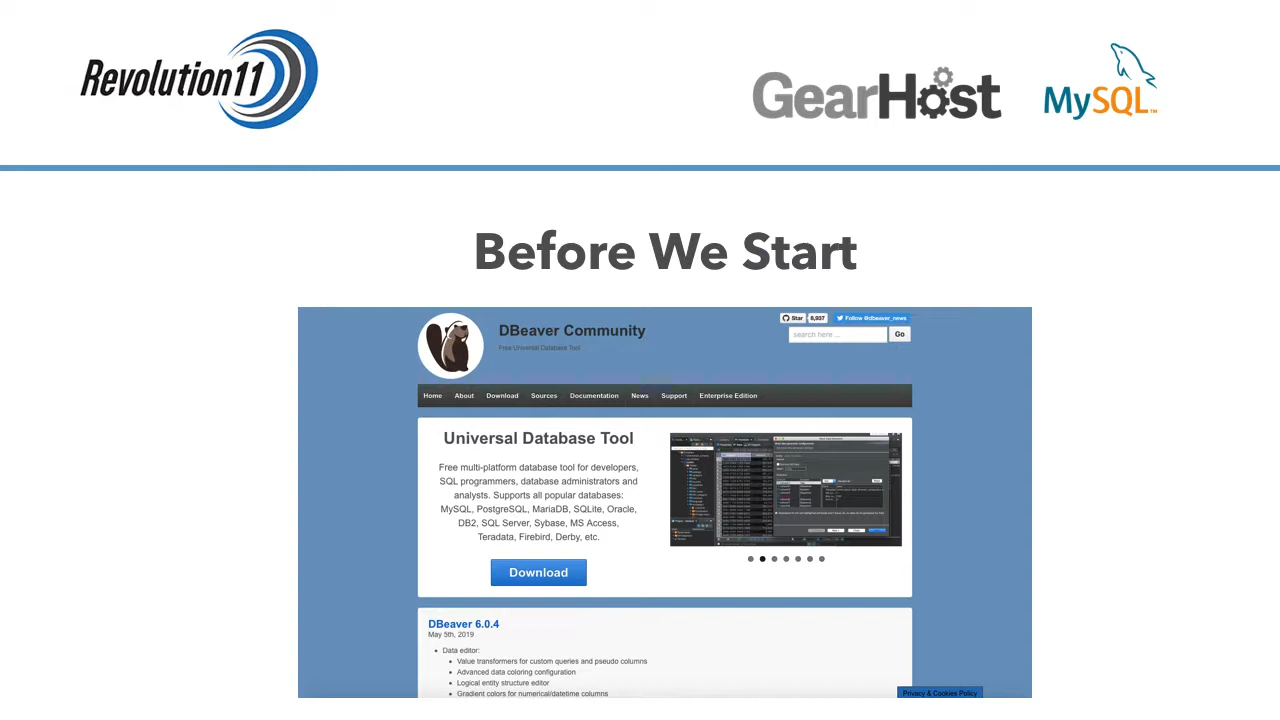 Revolution11
GearHost
MySQL™
Before We Start
DBeaver Community
Free Universal Database Tool
Star 8,937 Follow @dbeaver_news
search here ... Go
Home About Download Sources Documentation News Support Enterprise Edition
Universal Database Tool
Free multi-platform database tool for developers,
SQL programmers, database administrators and
analysts. Supports all popular databases:
MySQL, PostgreSQL, MariaDB, SQLite, Oracle,
DB2, SQL Server, Sybase, MS Access,
Teradata, Firebird, Derby, etc.
Download
DBeaver 6.0.4
May 5th, 2019
Data editor:
Value transformers for custom queries and pseudo columns
Advanced data coloring configuration
Logical entity structure editor
Gradient colors for numerical/datetime columns
Privacy & Cookies Policy